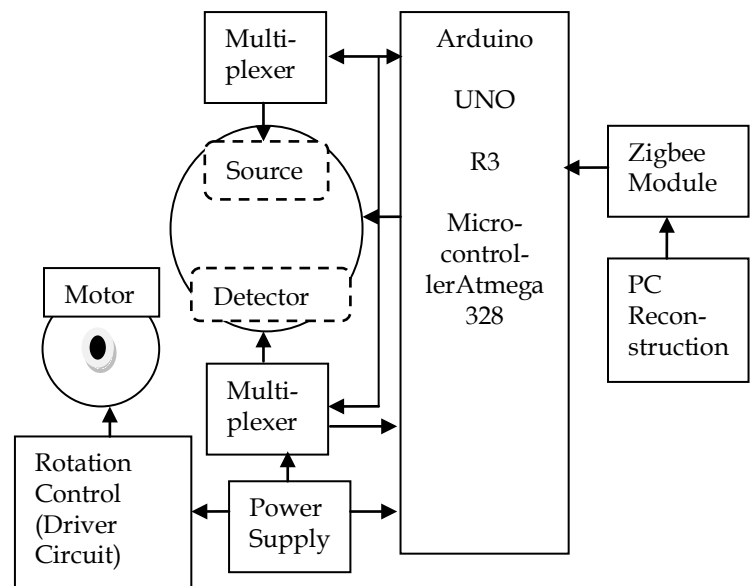 Multi-
plexer
Arduino
UNO
R3
Micro-
control-
lerAtmega
328
Source
Zigbee
Module
Detector
Motor
PC
Recon-
struction
Multi-
plexer
Rotation
Control
(Driver
Circuit)
Power
Supply